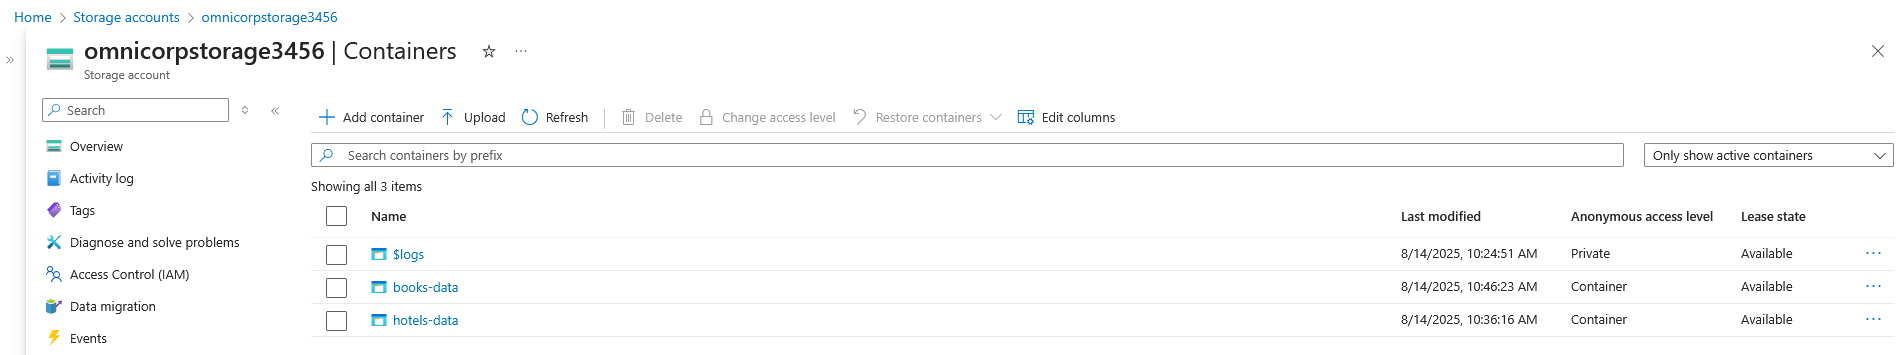 Home > Storage accounts > omnicorpstorage3456
omnicorpstorage3456 | Containers
Storage account
Search
Add container Upload Refresh Delete Change access level Restore containers Edit columns
Overview
Activity log
Tags
Diagnose and solve problems
Access Control (IAM)
Data migration
Events
Search containers by prefix Only show active containers
Showing all 3 items
Name Last modified Anonymous access level Lease state
$logs 8/14/2025, 10:24:51 AM Private Available
books-data 8/14/2025, 10:46:23 AM Container Available
hotels-data 8/14/2025, 10:36:16 AM Container Available